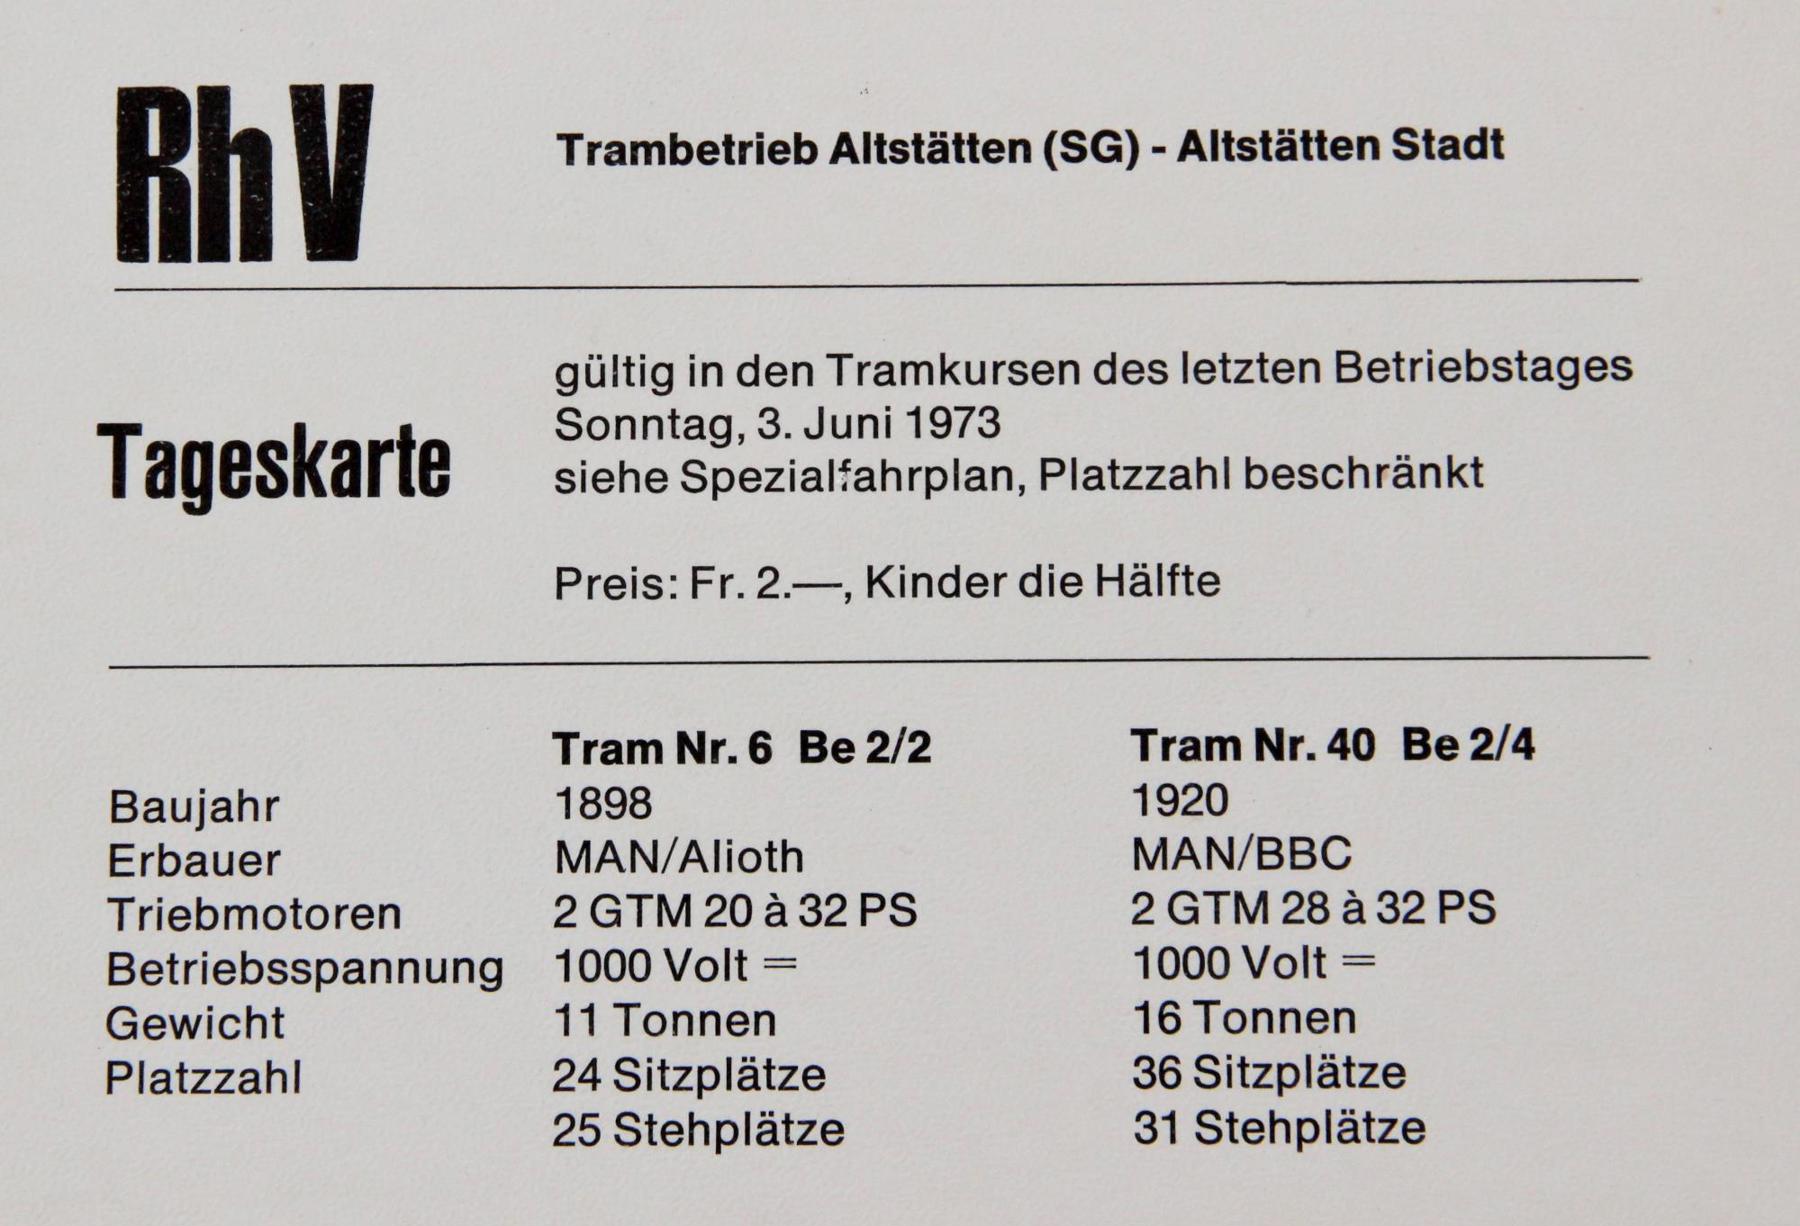 RhV
Trambetrieb Altstätten (SG) - Altstätten Stadt
Tageskarte
gültig in den Tramkursen des letzten Betriebstages
Sonntag, 3. Juni 1973
siehe Spezialfahrplan, Platzzahl beschränkt
Preis: Fr. 2.—, Kinder die Hälfte
Tram Nr. 6 Be 2/2 Tram Nr. 40 Be 2/4
Baujahr 1898 1920
Erbauer MAN/Alioth MAN/BBC
Triebmotoren 2 GTM 20 à 32 PS 2 GTM 28 à 32 PS
Betriebsspannung 1000 Volt = 1000 Volt =
Gewicht 11 Tonnen 16 Tonnen
Platzzahl 24 Sitzplätze 36 Sitzplätze
25 Stehplätze 31 Stehplätze